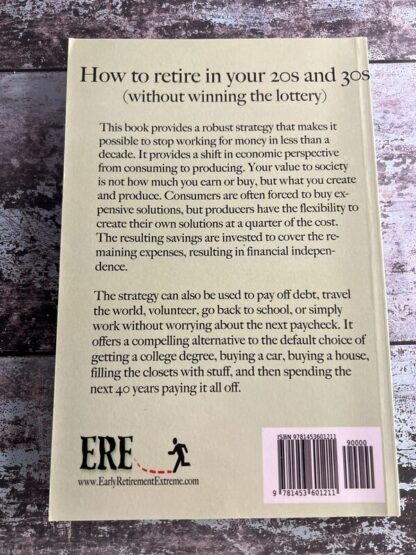 How to retire in your 20s and 30s
(without winning the lottery)
This book provides a robust strategy that makes it
possible to stop working for money in less than a
decade. It provides a shift in economic perspective
from consuming to producing. Your value to society
is not how much you earn or buy, but what you create
and produce. Consumers are often forced to buy ex-
pensive solutions, but producers have the flexibility to
create their own solutions at a quarter of the cost.
The resulting savings are invested to cover the re-
maining expenses, resulting in financial indepen-
dence.
The strategy can also be used to pay off debt, travel
the world, volunteer, go back to school, or simply
work without worrying about the next paycheck. It
offers a compelling alternative to the default choice of
getting a college degree, buying a car, buying a house,
filling the closets with stuff, and then spending the
next 40 years paying it all off.
ERE
www.EarlyRetirementExtreme.com
ISBN 9781453601211
90000
9 781453 601211